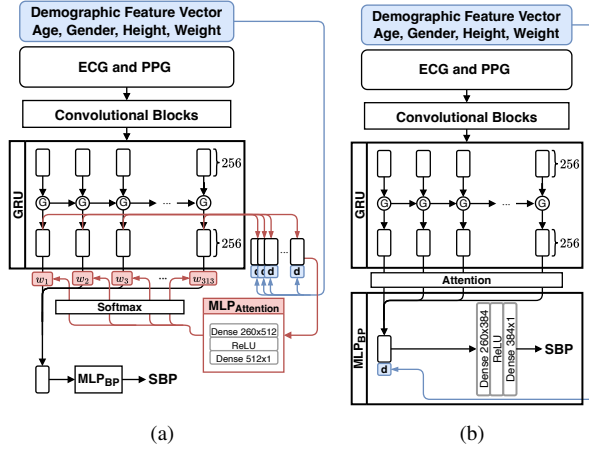 Demographic Feature Vector
Age, Gender, Height, Weight
ECG and PPG
Convolutional Blocks
GRU
256
G G G ... G
256
... 
d d d d
w1 w2 w3 ... w313
Softmax
MLPAttention
Dense 260x512
ReLU
Dense 512x1
MLPBP
SBP
(a)
Demographic Feature Vector
Age, Gender, Height, Weight
ECG and PPG
Convolutional Blocks
GRU
256
G G G ... G
256
Attention
MLPBP
d
Dense 260x384
ReLU
Dense 384x1
SBP
(b)